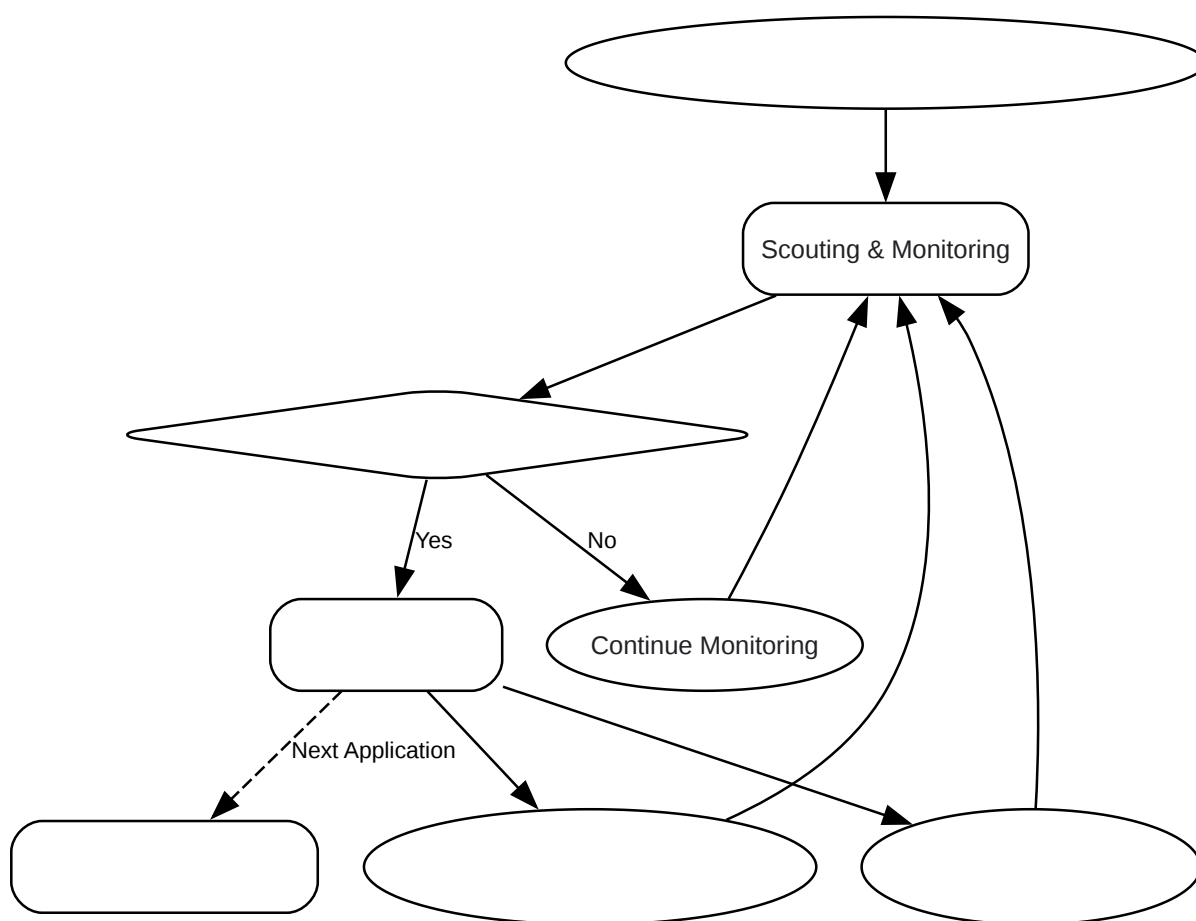 Scouting & Monitoring
Yes
No
Continue Monitoring
Next Application